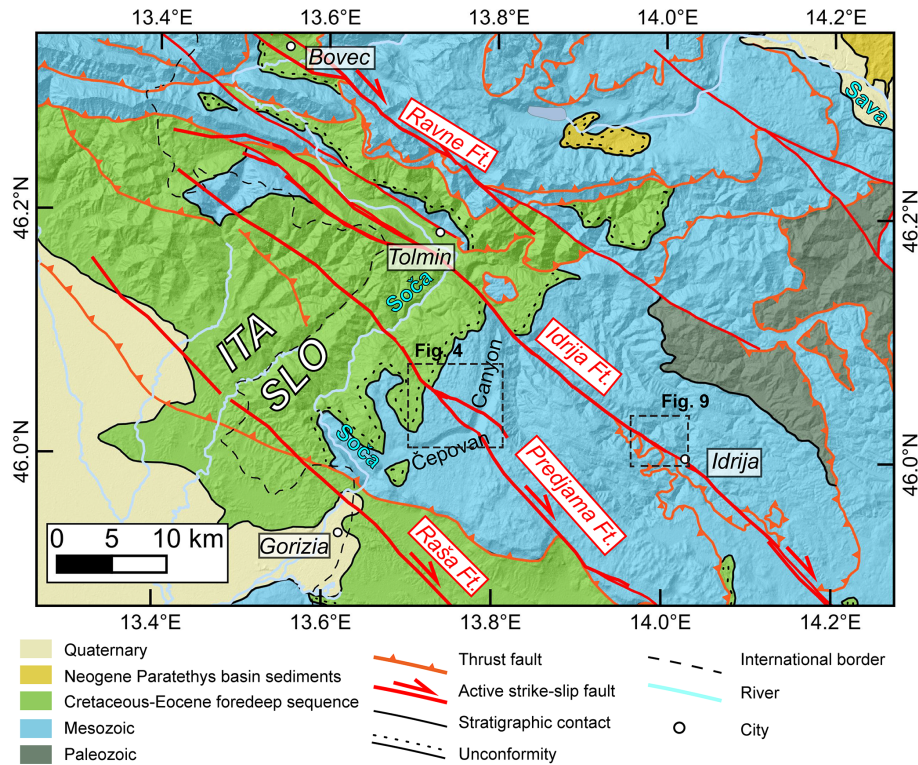 13.4°E 13.6°E 13.8°E 14.0°E 14.2°E
Bovec
Sava
Ravne Ft.
46.2°N
46.2°N
Tolmin
Soča
ITA
SLO
Fig. 4
Canyon
Idrija Ft.
Fig. 9
46.0°N
Soča
Čepovan
Idrija
46.0°N
Predjama Ft.
0 5 10 km
Gorizia
Raša Ft.
13.4°E 13.6°E 13.8°E 14.0°E 14.2°E
Quaternary
Neogene Paratethys basin sediments
Cretaceous-Eocene foredeep sequence
Mesozoic
Paleozoic
Thrust fault
Active strike-slip fault
Stratigraphic contact
Unconformity
International border
River
City